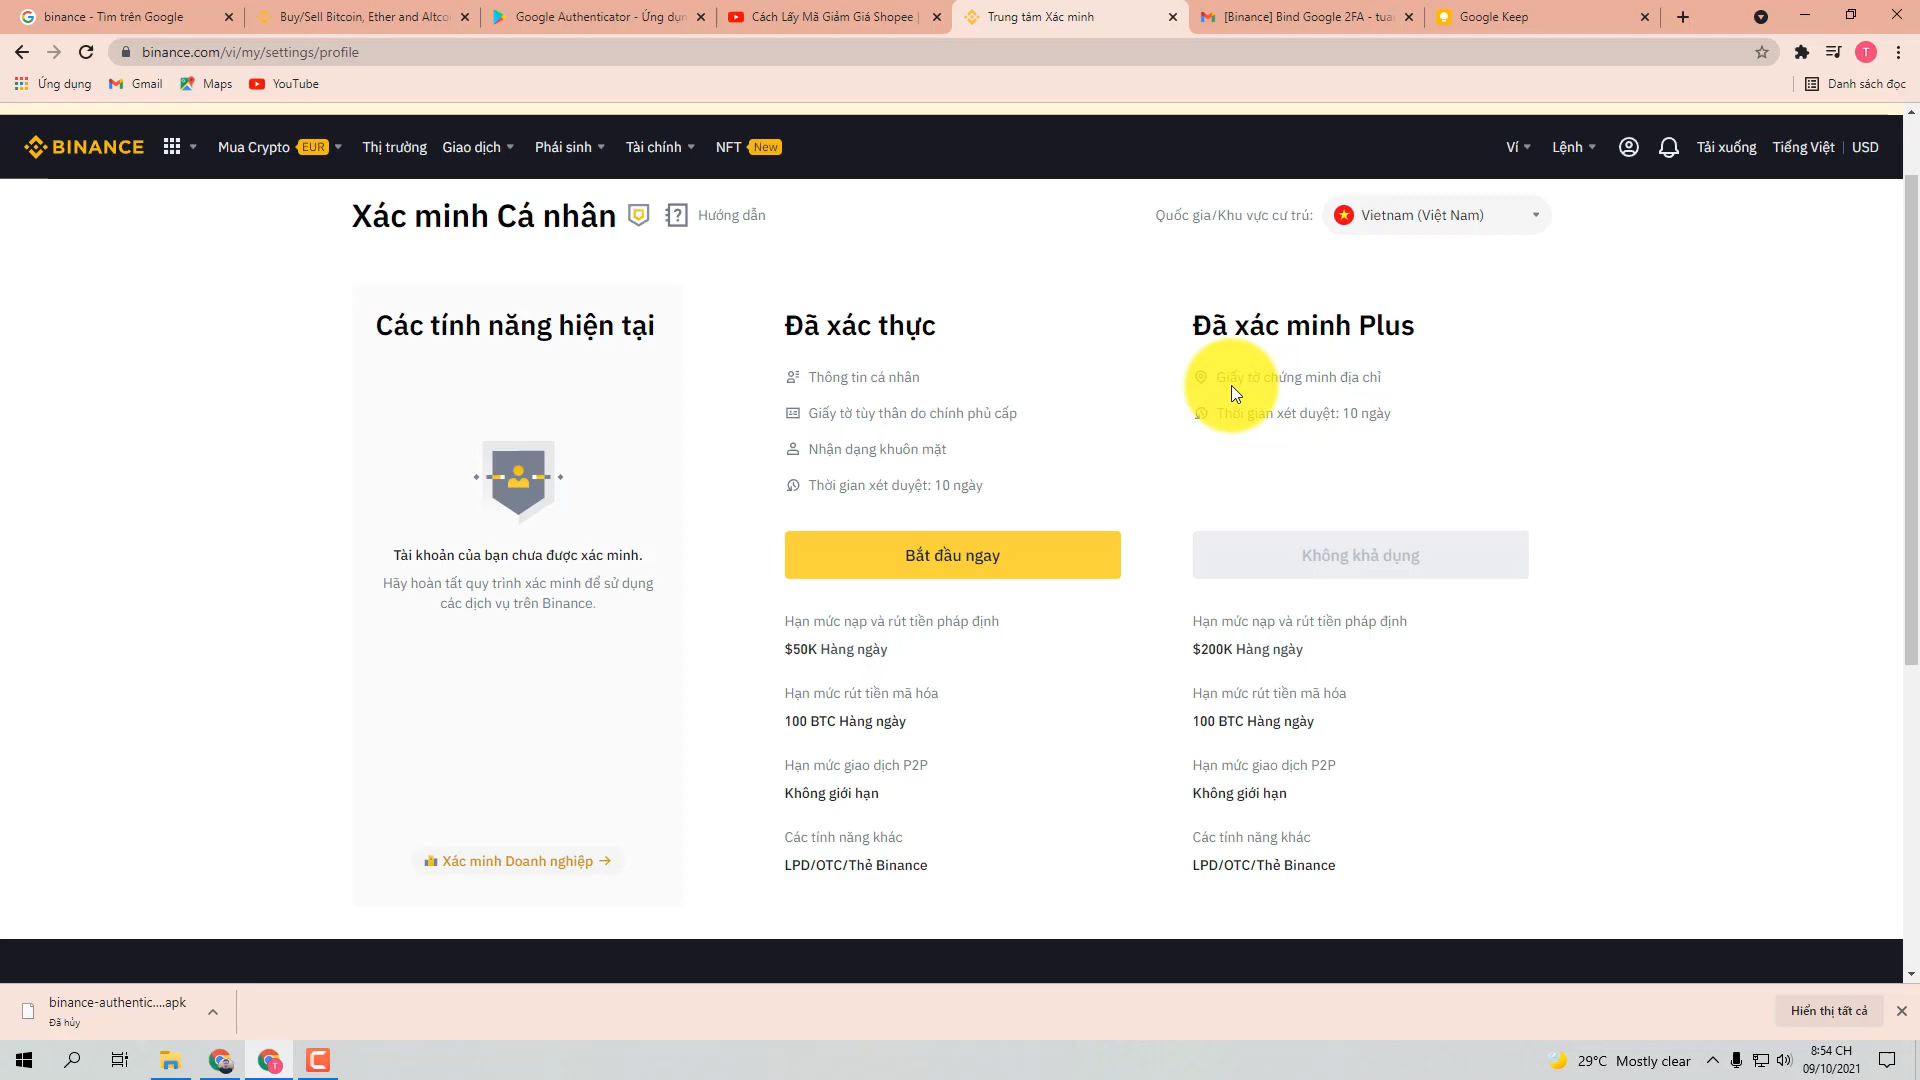 binance - Tìm trên Google
Buy/Sell Bitcoin, Ether and Altco
Google Authenticator - Ứng dụn
Cách Lấy Mã Giảm Giá Shopee
Trung tâm Xác minh
[Binance] Bind Google 2FA - tua
Google Keep
binance.com/vi/my/settings/profile
T
Ứng dụng
Gmail
Maps
YouTube
Danh sách đọc
BINANCE
Mua Crypto EUR
Thị trường
Giao dịch
Phái sinh
Tài chính
NFT New
Ví
Lệnh
Tải xuống
Tiếng Việt
USD
Xác minh Cá nhân
Hướng dẫn
Quốc gia/Khu vực cư trú:
Vietnam (Việt Nam)
Các tính năng hiện tại
Tài khoản của bạn chưa được xác minh.
Hãy hoàn tất quy trình xác minh để sử dụng
các dịch vụ trên Binance.
Xác minh Doanh nghiệp →
Đã xác thực
Thông tin cá nhân
Giấy tờ tùy thân do chính phủ cấp
Nhận dạng khuôn mặt
Thời gian xét duyệt: 10 ngày
Bắt đầu ngay
Hạn mức nạp và rút tiền pháp định
$50K Hàng ngày
Hạn mức rút tiền mã hóa
100 BTC Hàng ngày
Hạn mức giao dịch P2P
Không giới hạn
Các tính năng khác
LPD/OTC/Thẻ Binance
Đã xác minh Plus
Giấy tờ chứng minh địa chỉ
Thời gian xét duyệt: 10 ngày
Không khả dụng
Hạn mức nạp và rút tiền pháp định
$200K Hàng ngày
Hạn mức rút tiền mã hóa
100 BTC Hàng ngày
Hạn mức giao dịch P2P
Không giới hạn
Các tính năng khác
LPD/OTC/Thẻ Binance
binance-authentic....apk
Đã hủy
Hiển thị tất cả
29°C Mostly clear
8:54 CH
09/10/2021